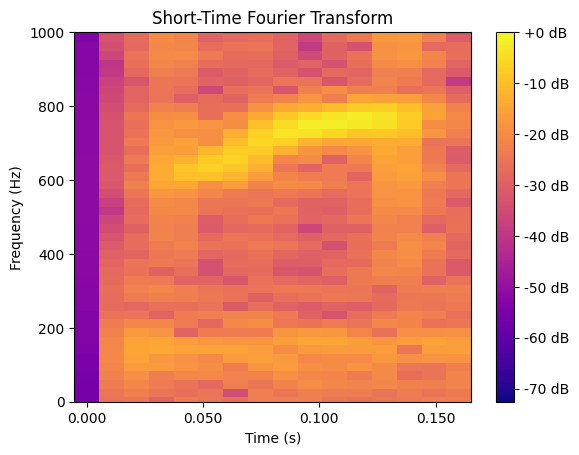 Short-Time Fourier Transform
1000
800
600
400
200
0
Frequency (Hz)
0.000
0.050
0.100
0.150
Time (s)
+0 dB
-10 dB
-20 dB
-30 dB
-40 dB
-50 dB
-60 dB
-70 dB